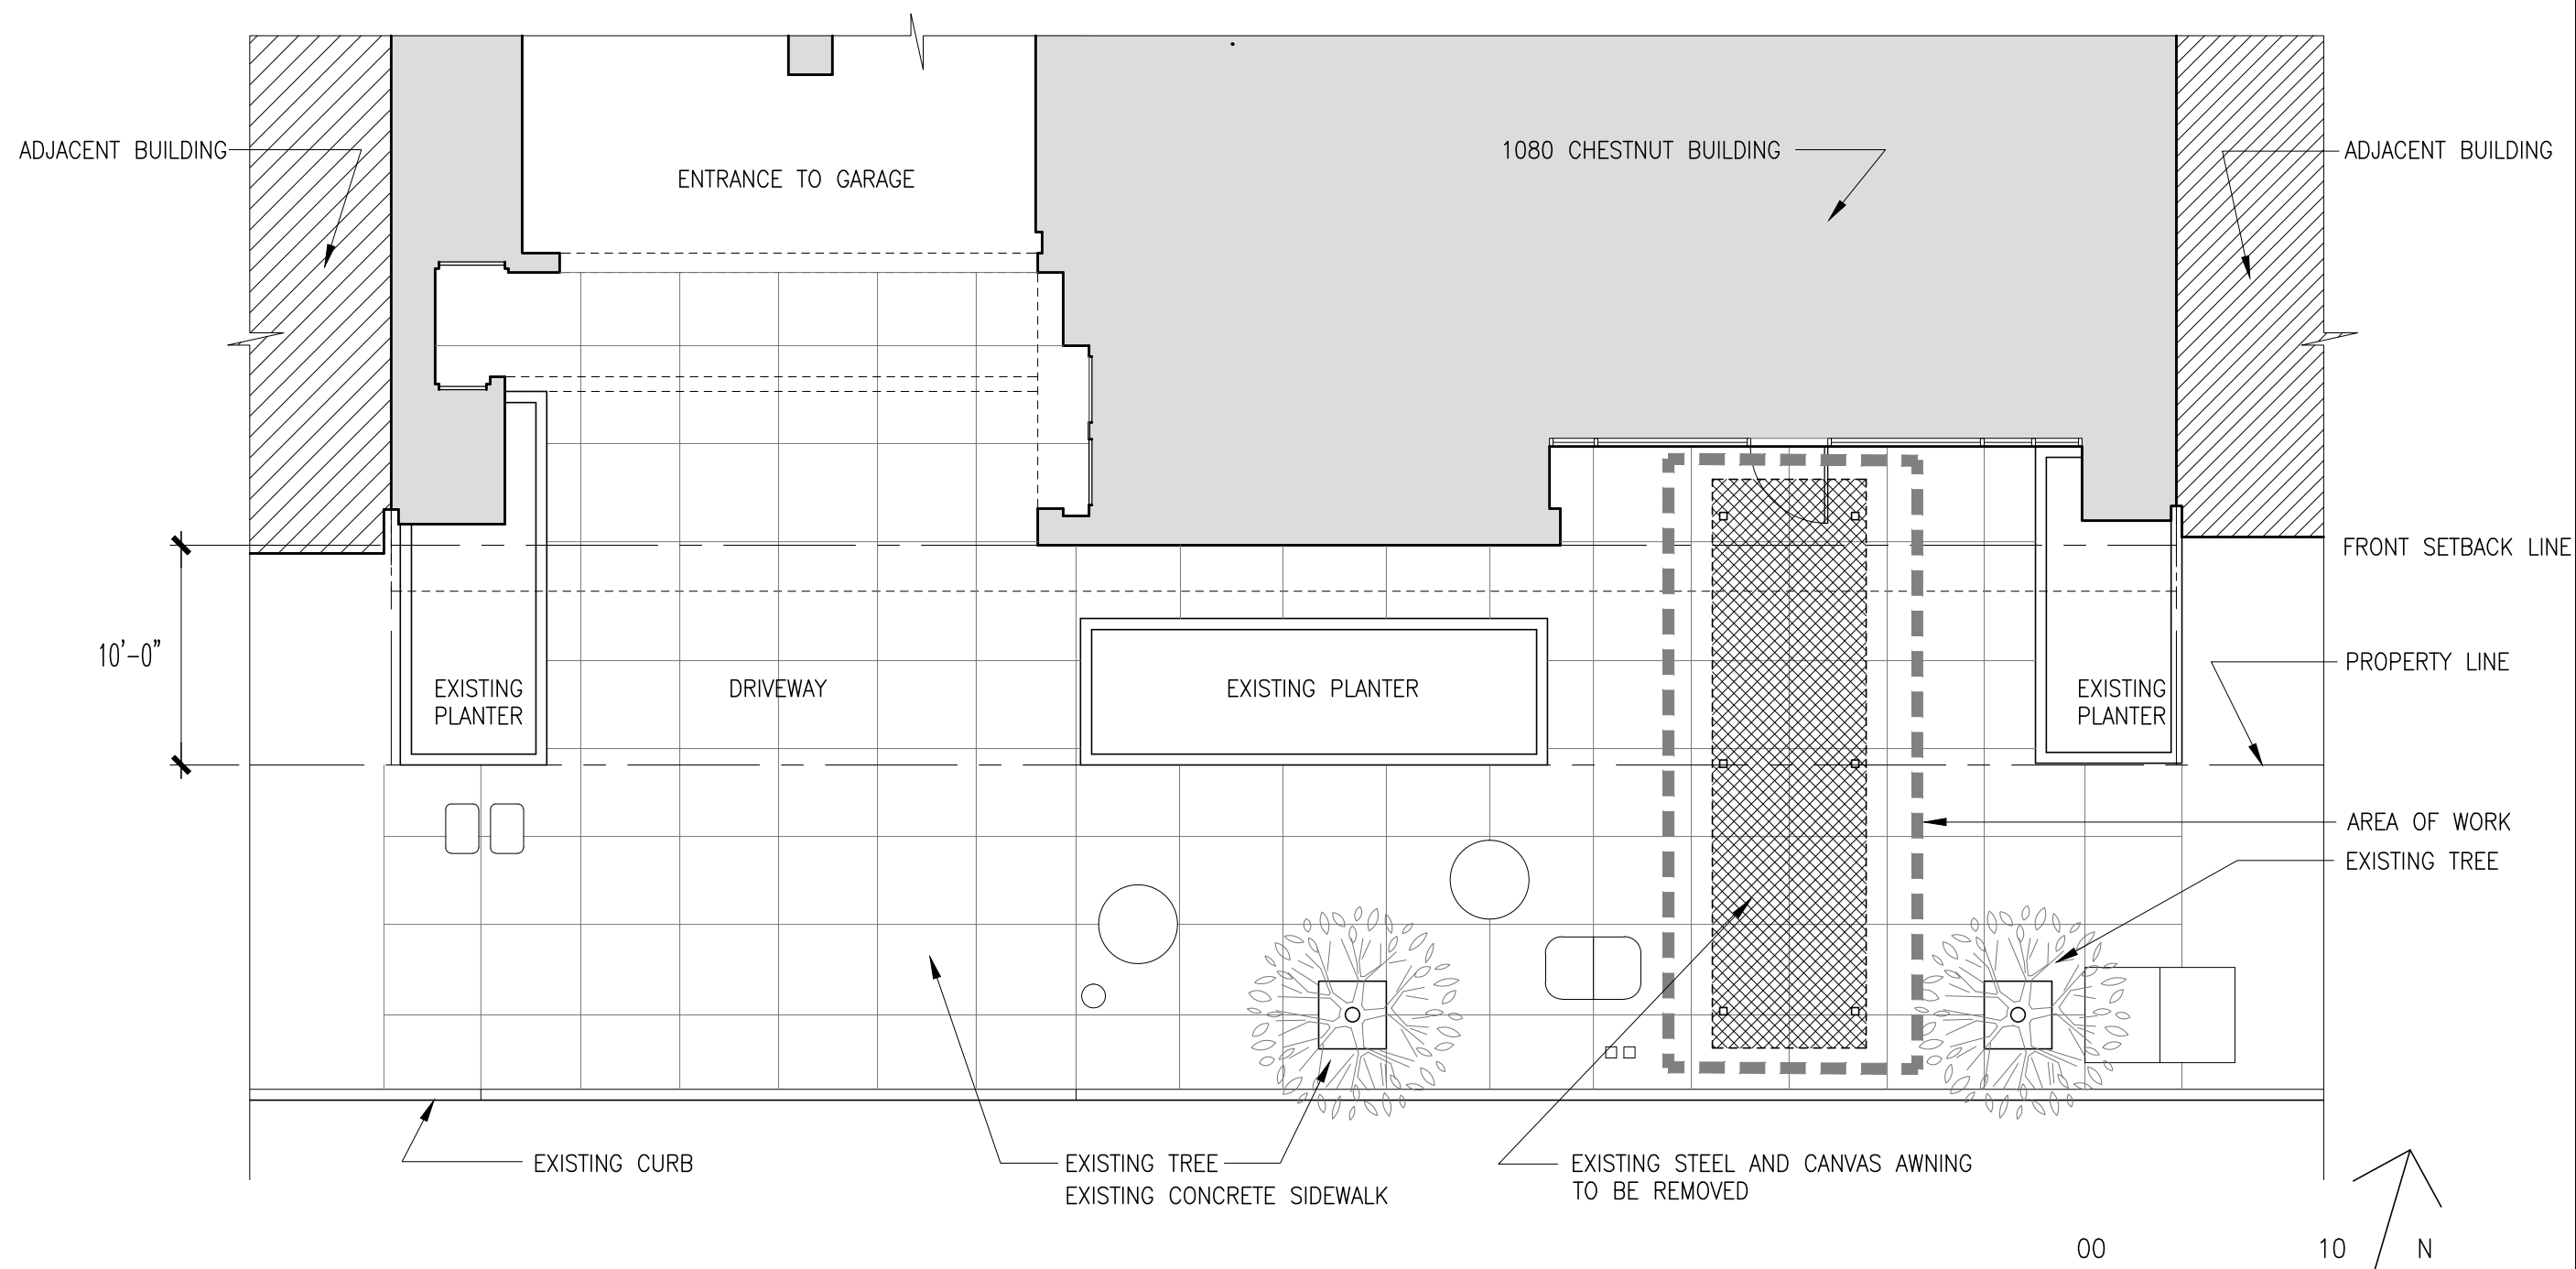 ADJACENT BUILDING
1080 CHESTNUT BUILDING
ADJACENT BUILDING
ENTRANCE TO GARAGE
FRONT SETBACK LINE
10'-0"
PROPERTY LINE
EXISTING
PLANTER
DRIVEWAY
EXISTING PLANTER
EXISTING
PLANTER
AREA OF WORK
EXISTING TREE
EXISTING CURB
EXISTING TREE
EXISTING CONCRETE SIDEWALK
EXISTING STEEL AND CANVAS AWNING
TO BE REMOVED
00
10
N